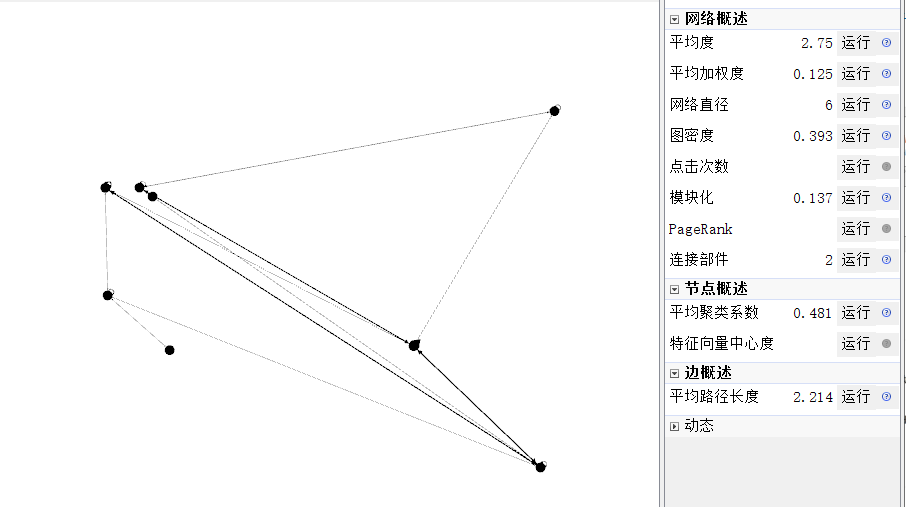 网络概述
平均度 2.75 运行
平均加权度 0.125 运行
网络直径 6 运行
图密度 0.393 运行
点击次数 运行
模块化 0.137 运行
PageRank 运行
连接部件 2 运行
节点概述
平均聚类系数 0.481 运行
特征向量中心度 运行
边概述
平均路径长度 2.214 运行
动态